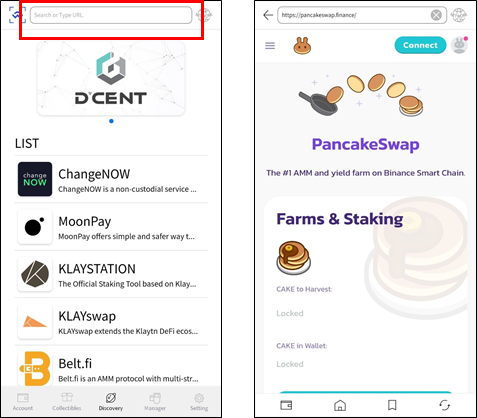 Search or Type URL.
D'CENT
LIST
change
NOW
ChangeNOW
ChangeNOW is a non-custodial service ...
MoonPay
MoonPay offers simple and safer way t...
KLAYSTATION
The Official Staking Tool based on Klay...
KLAYswap
KLAYswap extends the Klaytn DeFi ecos...
Belt.fi
Belt.fi is an AMM protocol with multi-str...
Account
Collectibles
Discovery
Manager
Setting
https://pancakeswap.finance/
Connect
PancakeSwap
The #1 AMM and yield farm on Binance Smart Chain.
Farms & Staking
CAKE to Harvest:
Locked
CAKE in Wallet:
Locked